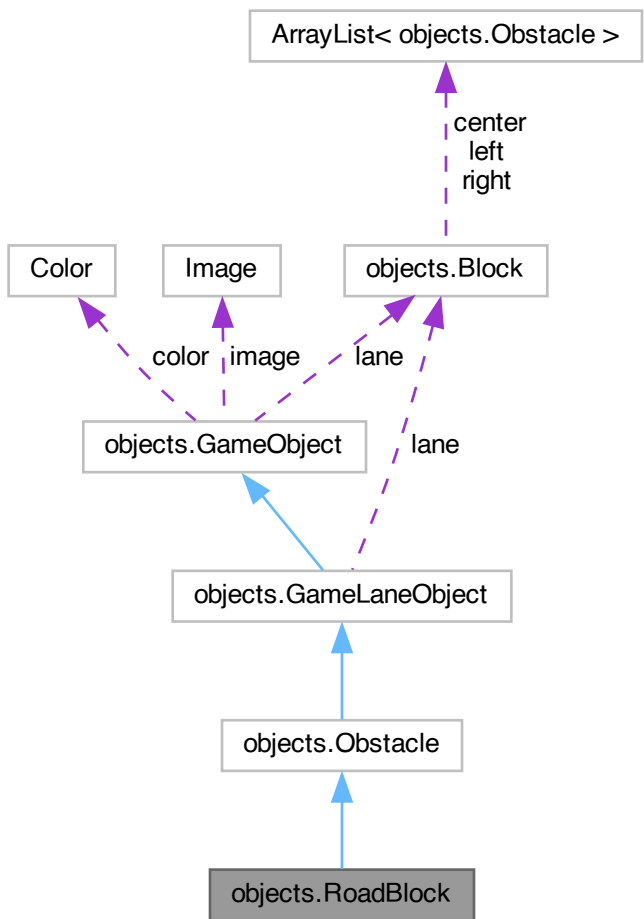 ArrayList< objects.Obstacle >
center
left
right
Color
Image
objects.Block
color
image
lane
objects.GameObject
lane
objects.GameLaneObject
objects.Obstacle
objects.RoadBlock